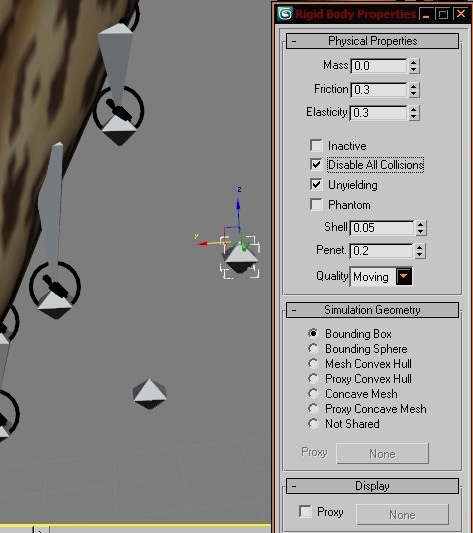 Rigid Body Properties
- Physical Properties
Mass 0.0
Friction 0.3
Elasticity 0.3
Inactive
Disable All Collisions
Unyielding
Phantom
Shell 0.05
Penet. 0.2
Quality Moving
- Simulation Geometry
Bounding Box
Bounding Sphere
Mesh Convex Hull
Proxy Convex Hull
Concave Mesh
Proxy Concave Mesh
Not Shared
Proxy None
- Display
Proxy None
z